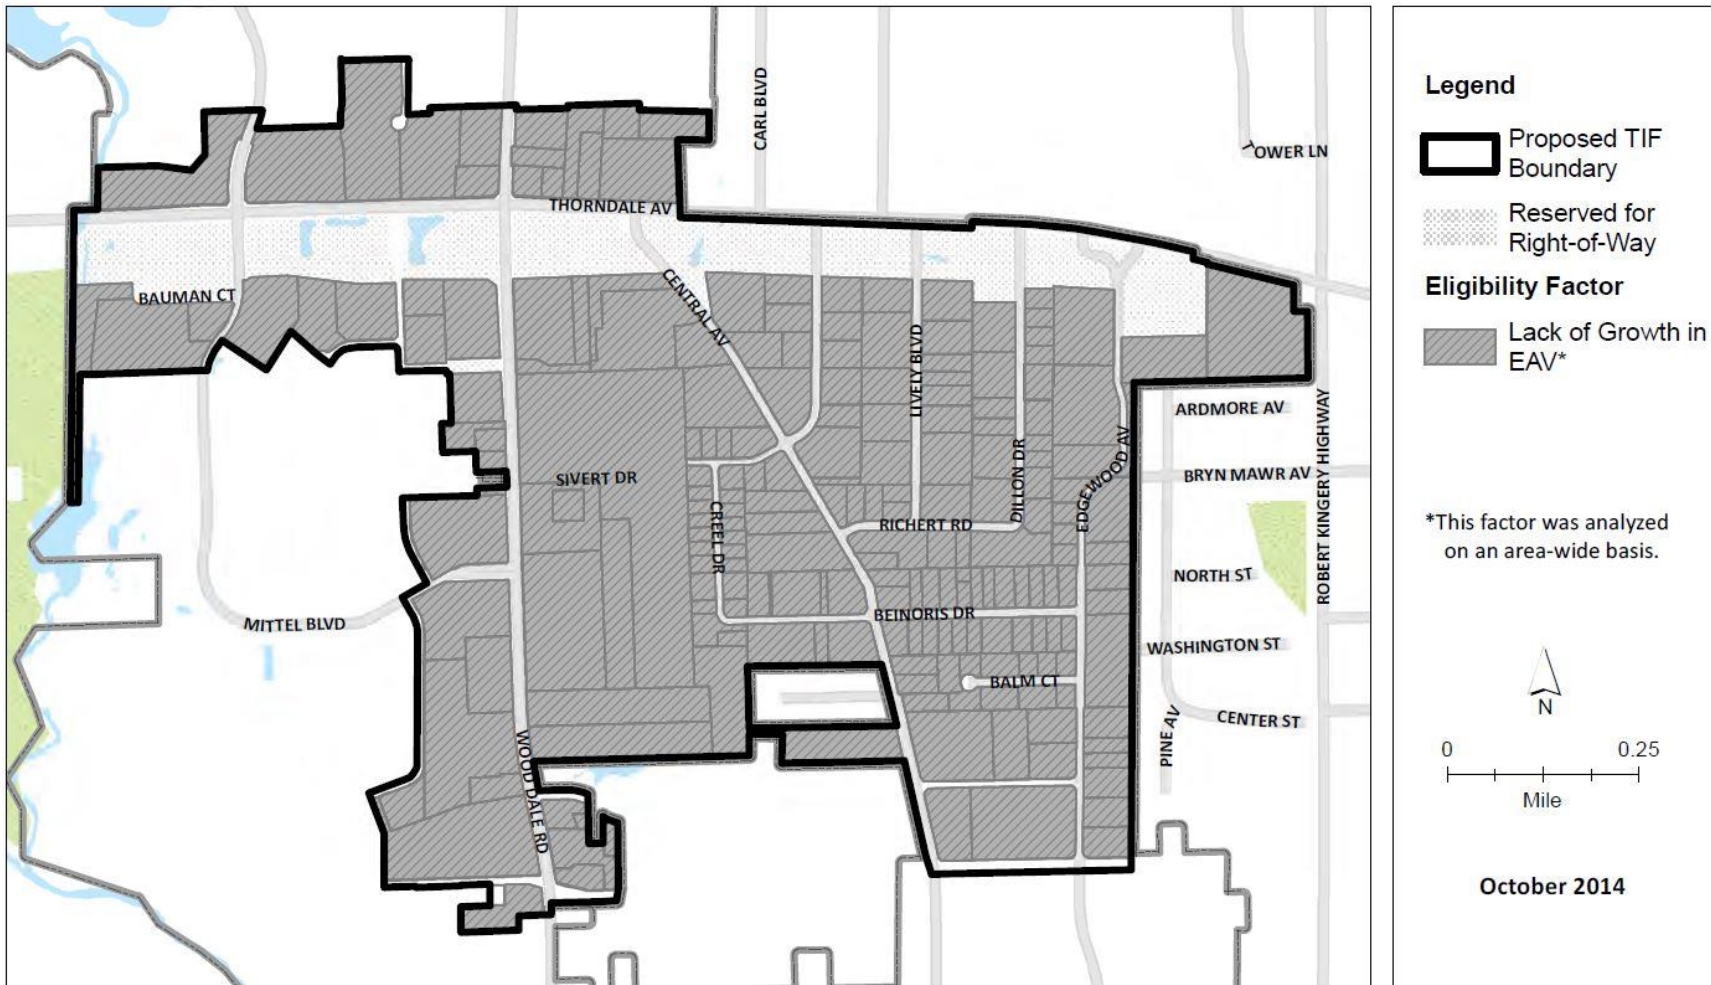 CARL BLVD
TOWER LN
THORNDALE AV
BAUMAN CT
CENTRAL AV
LIVELY BLVD
ARDMORE AV
ROBERT KINGERY HIGHWAY
EDGEWOOD AV
DILLON DR
BRYN MAWR AV
SIVERT DR
CREEL DR
RICHERT RD
NORTH ST
MITTEL BLVD
BEINORIS DR
WASHINGTON ST
BALM CT
PINE AV
CENTER ST
WOOD DALE RD
Legend
Proposed TIF
Boundary
Reserved for
Right-of-Way
Eligibility Factor
Lack of Growth in
EAV*
*This factor was analyzed
on an area-wide basis.
N
0 0.25
Mile
October 2014